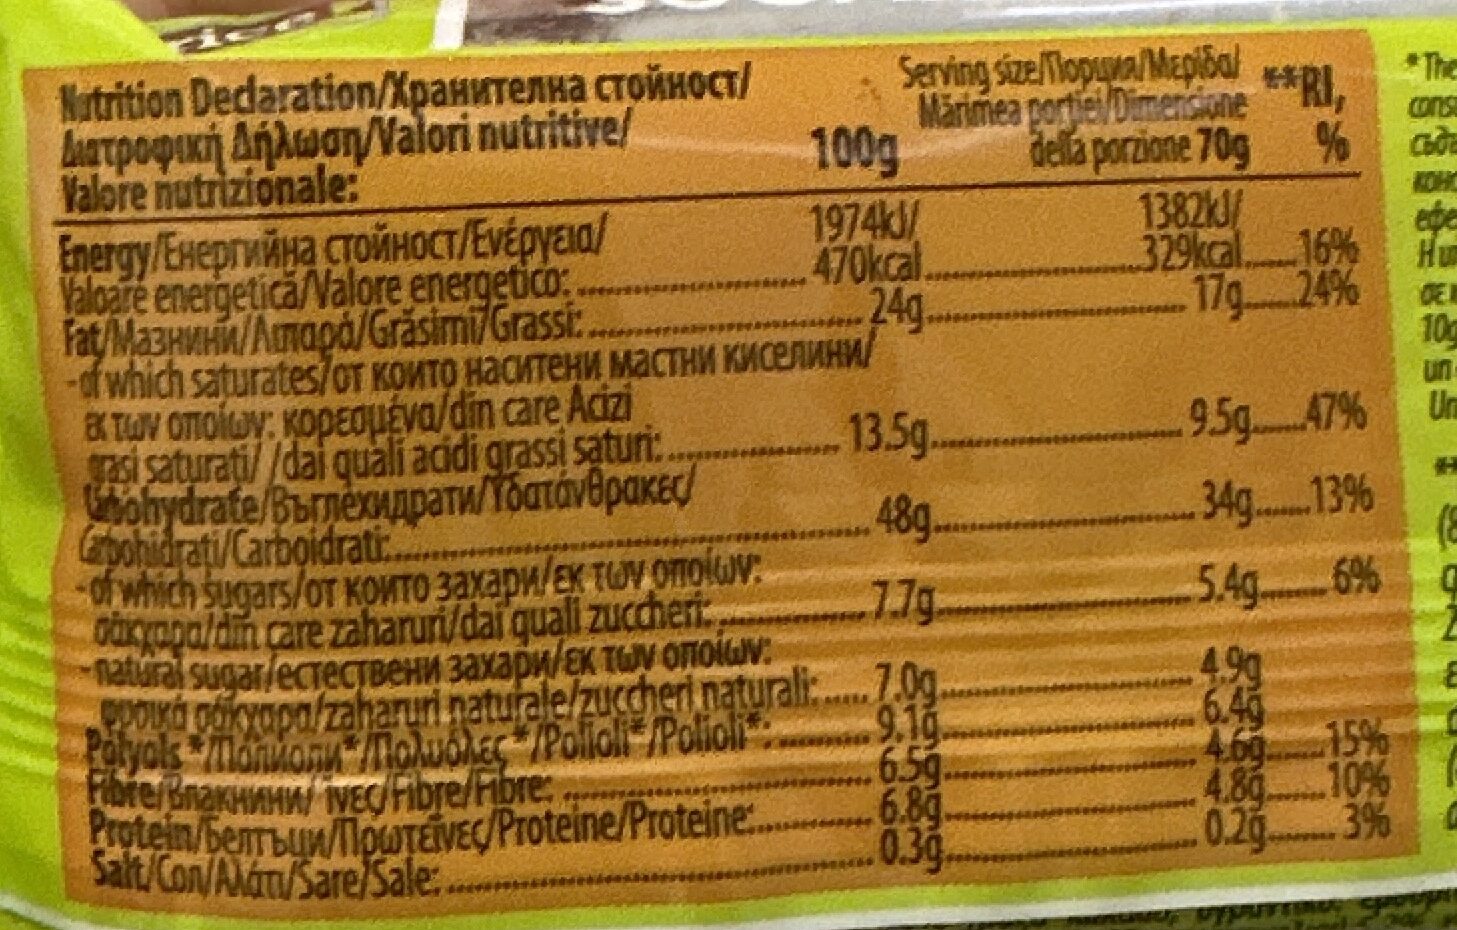 Nutrition Declaration/Хранителна стойност/
Διατροφική Δήλωση/Valori nutritive/
Valore nutrizionale:
100g
Serving size/Порция/Μερίδα/
Mărimea porției/Dimensione
della porzione 70g
**RI,
%
Energy/Енергийна стойност/Ενέργεια/ 1974kJ/ 1382kJ/
Valoare energetică/Valore energetico: 470kcal 329kcal 16%
Fat/Мазнини/Λιπαρά/Grăsimi/Grassi: 24g 17g 24%
-of which saturates/от които наситени мастни киселини/
εκ των οποίων: κορεσμένα/din care Acizi
grasi saturați/ /dai quali acidi grassi saturi: 13.5g 9.5g 47%
Carbohydrate/Въглехидрати/Υδατάνθρακες/
Carbohidrați/Carboidrati: 48g 34g 13%
-of which sugars/от които захари/εκ των οποίων:
σάκχαρα/din care zaharuri/dai quali zuccheri: 7.7g 5.4g 6%
-natural sugar/естествени захари/εκ των οποίων:
φυσικά σάκχαρα/zaharuri naturale/zuccheri naturali: 7.0g 4.9g
Polyols */Полиоли*/Πολυόλες */Polioli*/Polioli*: 9.1g 6.4g
Fibre/Влакнини/ Ίνες/Fibre/Fibre: 6.5g 4.6g 15%
Protein/Белтъци/Πρωτεΐνες/Proteine/Proteine: 6.8g 4.8g 10%
Salt/Сол/Αλάτι/Sare/Sale: 0.3g 0.2g 3%
* The
10g
un